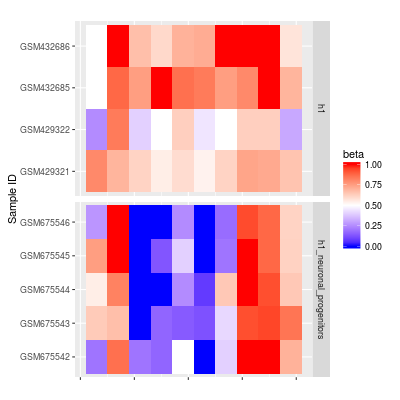 GSM432686
GSM432685
GSM429322
GSM429321
h1
GSM675546
GSM675545
GSM675544
GSM675543
GSM675542
h1_neuronal_progenitors
Sample ID
beta
1.00
0.75
0.50
0.25
0.00